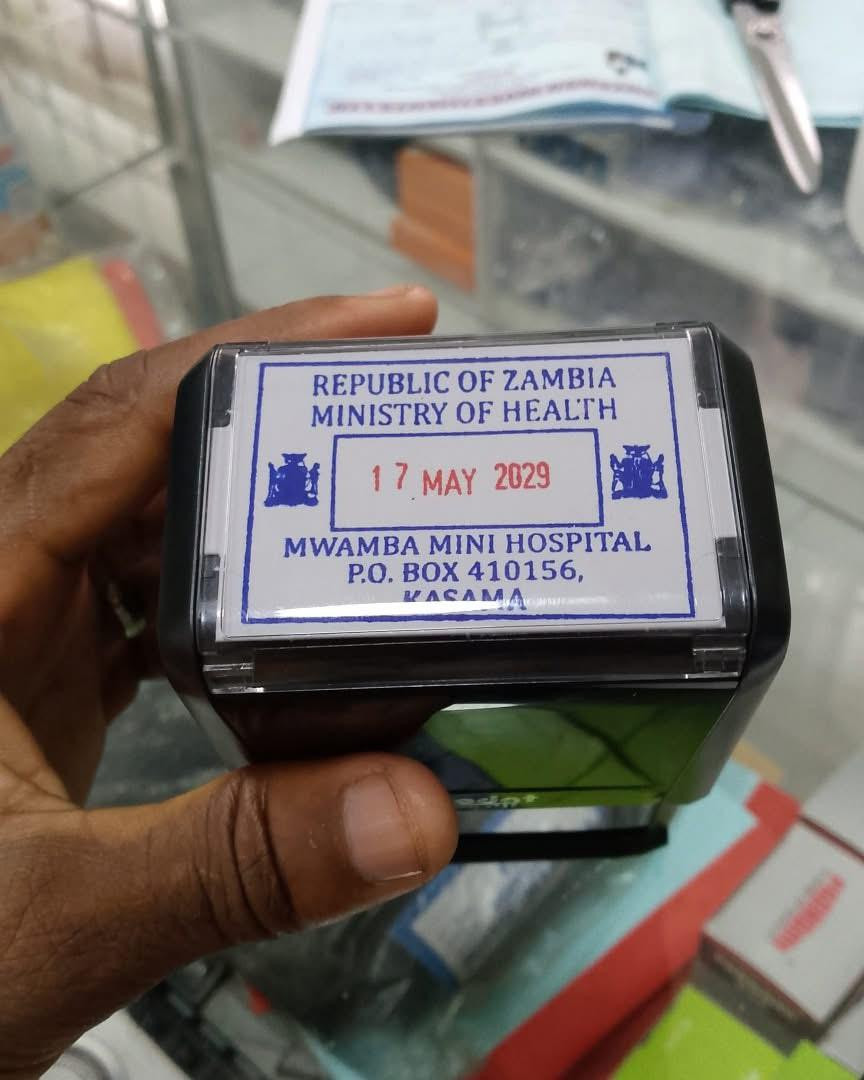 REPUBLIC OF ZAMBIA
MINISTRY OF HEALTH
17 MAY 2029
MWAMBA MINI HOSPITAL
P.O. BOX 410156,
KASAMA